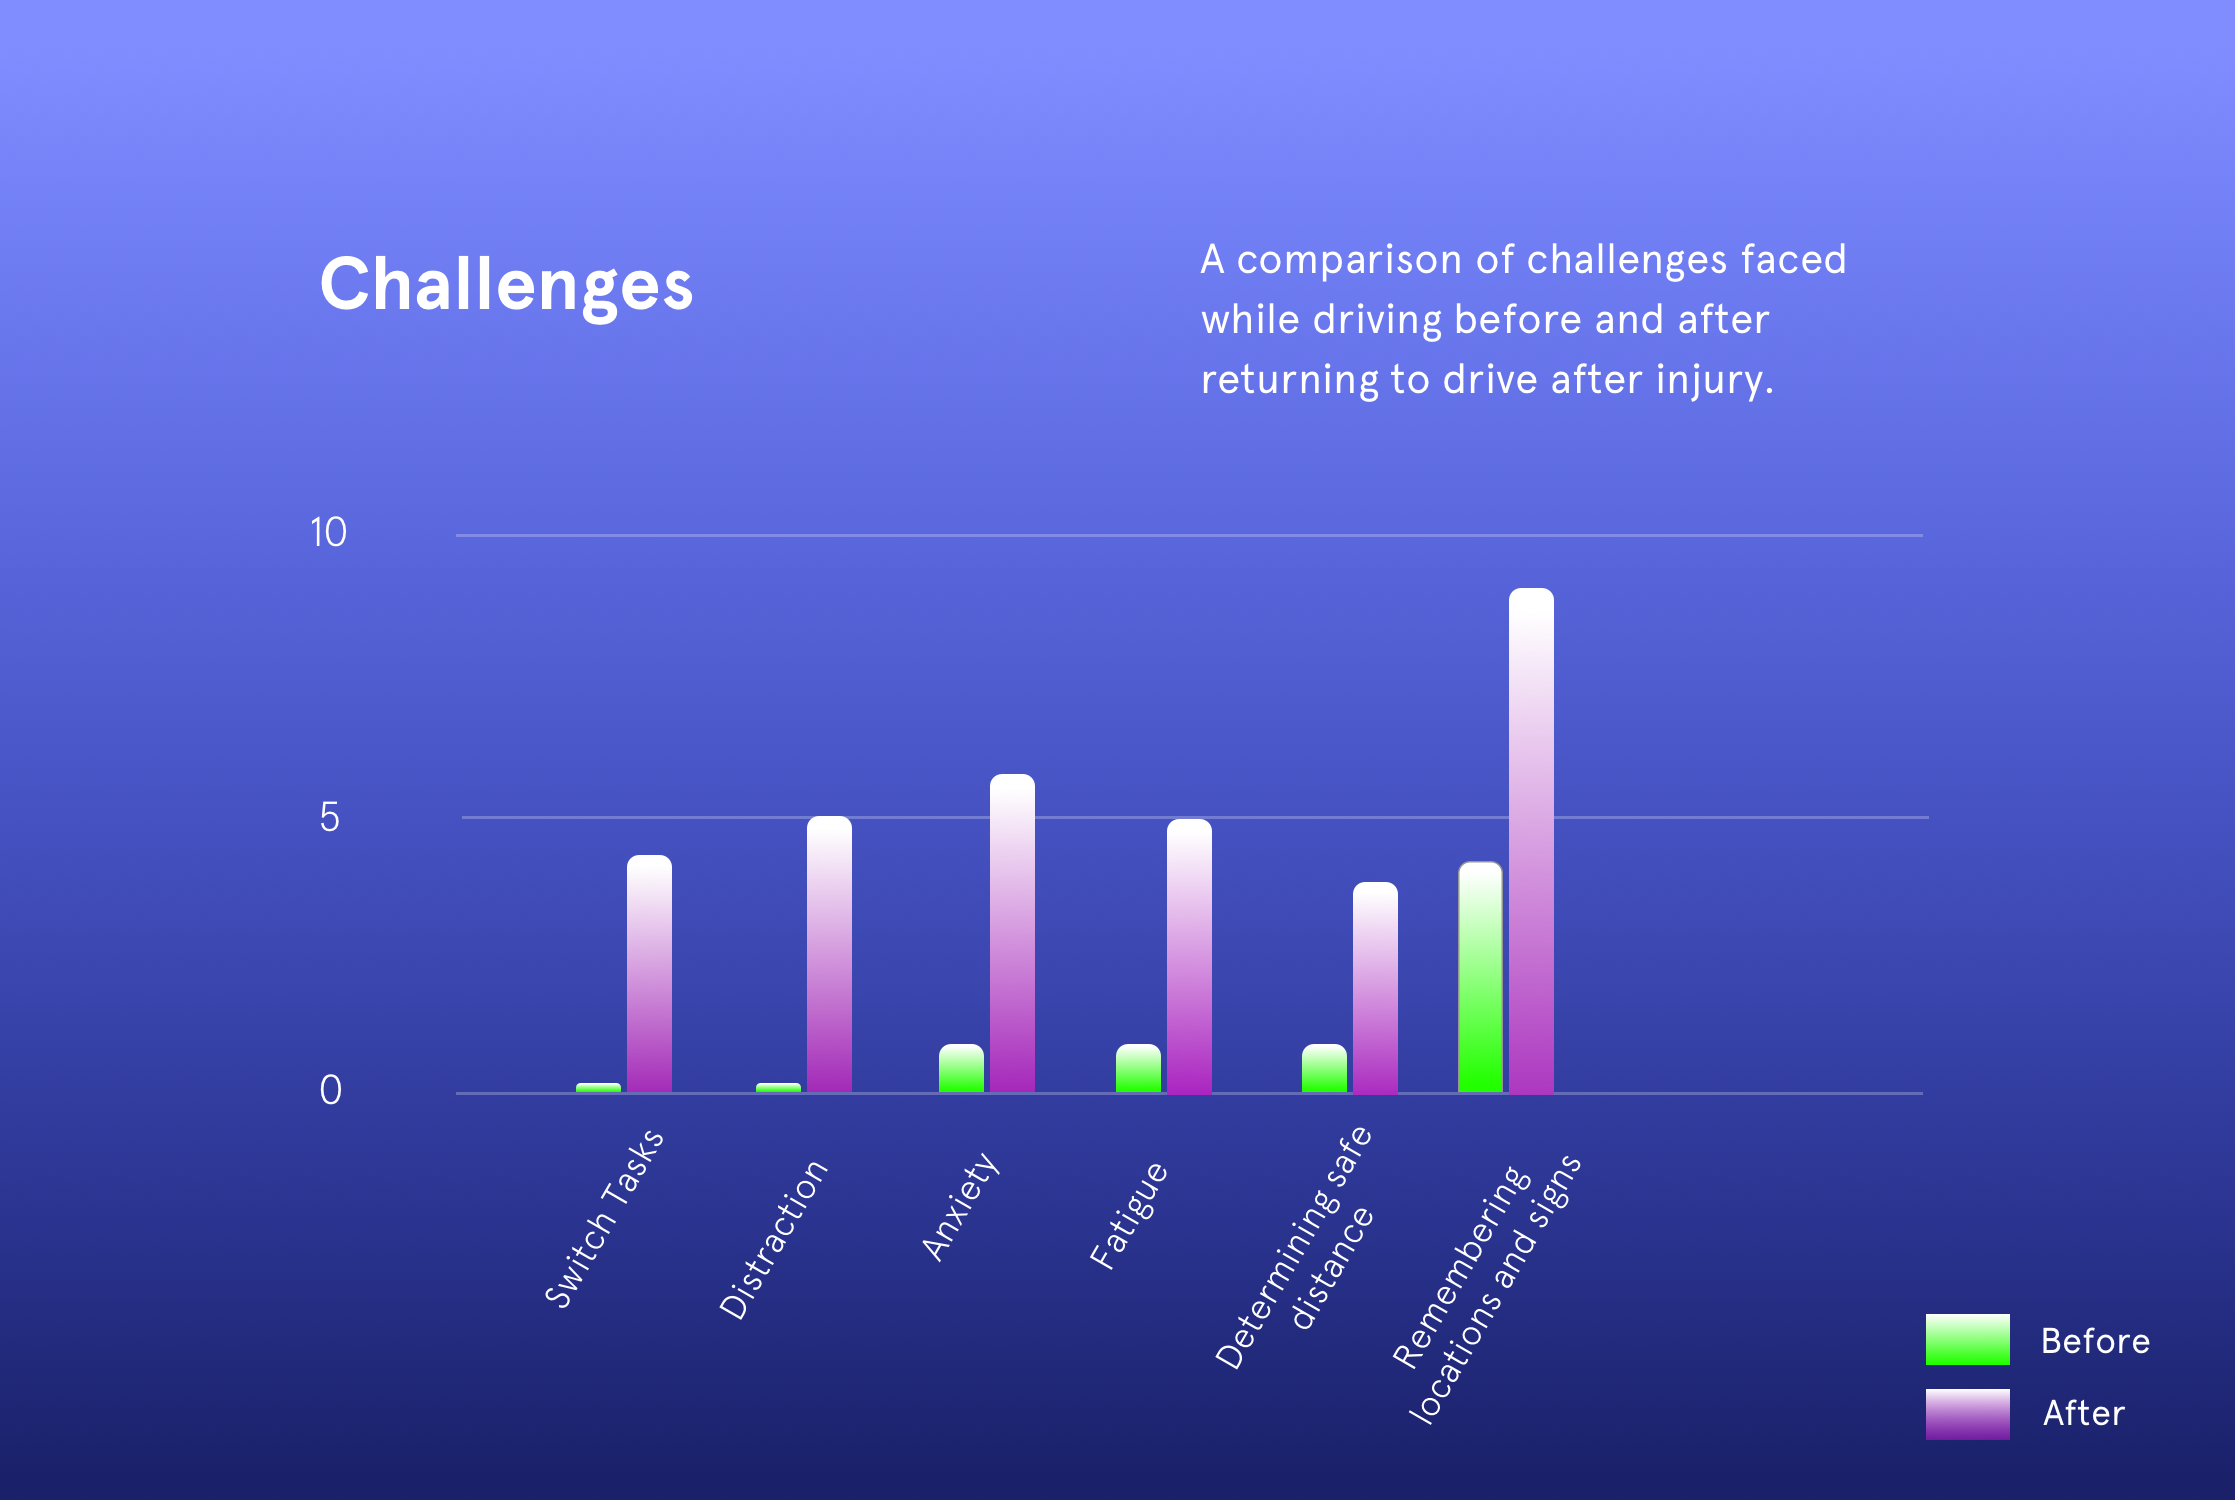 Challenges
A comparison of challenges faced
while driving before and after
returning to drive after injury.
10
5
0
Switch Tasks
Distraction
Anxiety
Fatigue
Determining safe
distance
Remembering
locations and signs
Before
After